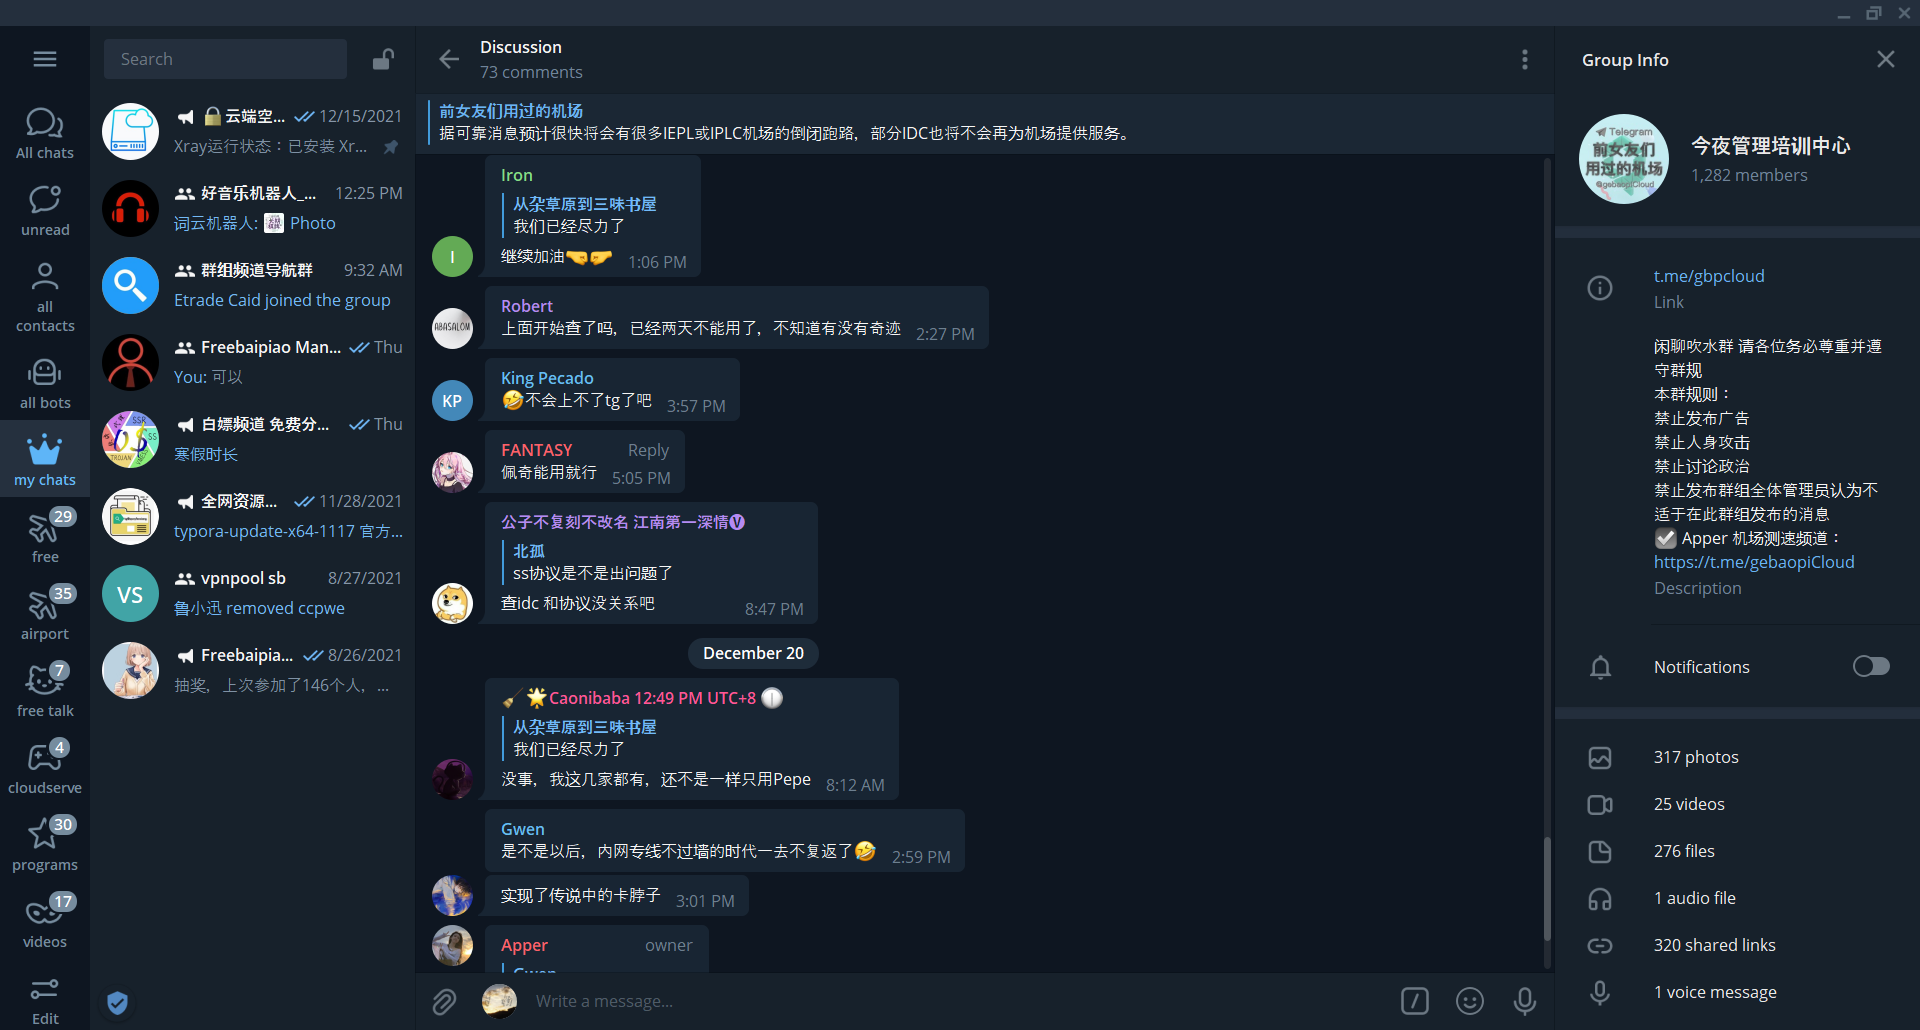 All chats
unread
all
contacts
all bots
my chats
29
free
35
airport
7
free talk
4
cloudserve
30
programs
17
videos
Edit
Search
云端空... 12/15/2021
Xray运行状态：已安装 Xr...
好音乐机器人_... 12:25 PM
词云机器人: Photo
群组频道导航群 9:32 AM
Etrade Caid joined the group
Freebaipiao Man... Thu
You: 可以
白嫖频道 免费分... Thu
寒假时长
全网资源... 11/28/2021
typora-update-x64-1117 官方...
VS
vpnpool sb 8/27/2021
鲁小迅 removed ccpwe
Freebaipia... 8/26/2021
抽奖，上次参加了146个人，...
Discussion
73 comments
前女友们用过的机场
据可靠消息预计很快将会有很多IEPL或IPLC机场的倒闭跑路，部分IDC也将不会再为机场提供服务。
Iron
从杂草原到三味书屋
我们已经尽力了
继续加油🤜🤛 1:06 PM
I
Robert
上面开始查了吗，已经两天不能用了，不知道有没有奇迹 2:27 PM
ABASALOM
King Pecado
🤣不会上不了tg了吧 3:57 PM
KP
FANTASY Reply
佩奇能用就行 5:05 PM
公子不复刻不改名 江南第一深情Ⓥ
北孤
ss协议是不是出问题了
查idc 和协议没关系吧 8:47 PM
December 20
🧹🌟Caonibaba 12:49 PM UTC+8 🕧
从杂草原到三味书屋
我们已经尽力了
没事，我这几家都有，还不是一样只用Pepe 8:12 AM
Gwen
是不是以后，内网专线不过墙的时代一去不复返了🤣 2:59 PM
实现了传说中的卡脖子 3:01 PM
Apper owner
Gwen
Write a message...
Group Info
Telegram
前女友们
用过的机场
@gebaopiCloud
今夜管理培训中心
1,282 members
t.me/gbpcloud
Link
闲聊吹水群 请各位务必尊重并遵
守群规
本群规则：
禁止发布广告
禁止人身攻击
禁止讨论政治
禁止发布群组全体管理员认为不
适于在此群组发布的消息
☑️ Apper 机场测速频道：
https://t.me/gebaopiCloud
Description
Notifications
317 photos
25 videos
276 files
1 audio file
320 shared links
1 voice message